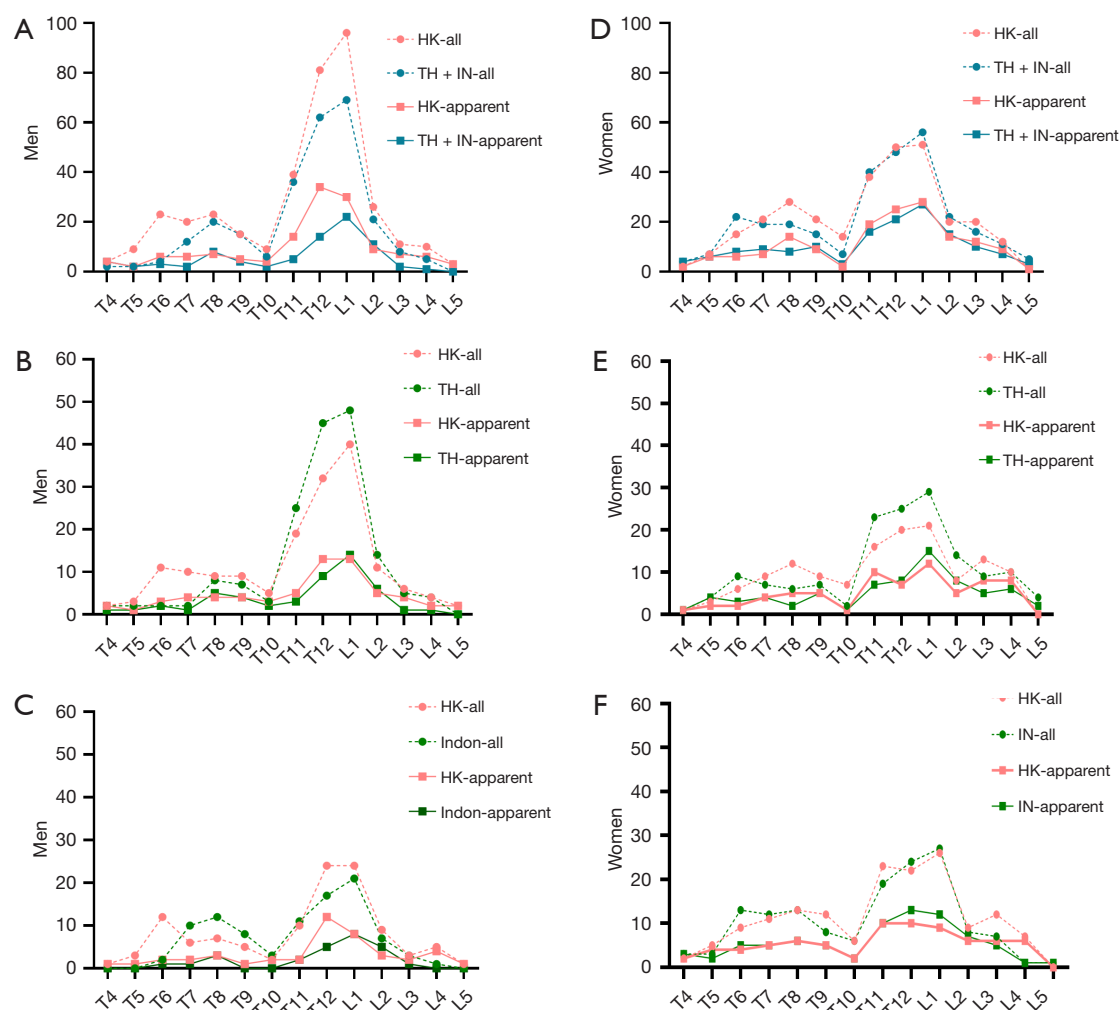 A
Men
100
80
60
40
20
0
HK-all
TH + IN-all
HK-apparent
TH + IN-apparent
T4 T5 T6 T7 T8 T9 T10 T11 T12 L1 L2 L3 L4 L5
D
Women
100
80
60
40
20
0
HK-all
TH + IN-all
HK-apparent
TH + IN-apparent
T4 T5 T6 T7 T8 T9 T10 T11 T12 L1 L2 L3 L4 L5
B
Men
60
50
40
30
20
10
0
HK-all
TH-all
HK-apparent
TH-apparent
T4 T5 T6 T7 T8 T9 T10 T11 T12 L1 L2 L3 L4 L5
E
Women
60
50
40
30
20
10
0
HK-all
TH-all
HK-apparent
TH-apparent
T4 T5 T6 T7 T8 T9 T10 T11 T12 L1 L2 L3 L4 L5
C
Men
60
50
40
30
20
10
0
HK-all
Indon-all
HK-apparent
Indon-apparent
T4 T5 T6 T7 T8 T9 T10 T11 T12 L1 L2 L3 L4 L5
F
Women
60
50
40
30
20
10
0
HK-all
IN-all
HK-apparent
IN-apparent
T4 T5 T6 T7 T8 T9 T10 T11 T12 L1 L2 L3 L4 L5